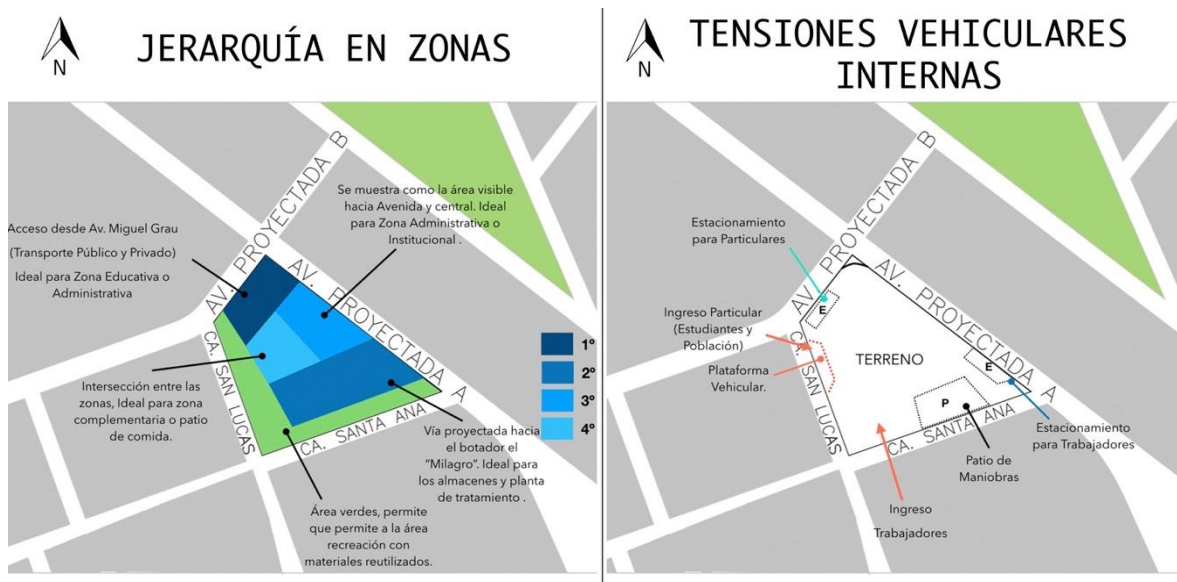 JERARQUÍA EN ZONAS
N
AV. PROYECTADA B
Se muestra como la área visible
hacia Avenida y central. Ideal
para Zona Administrativa o
Institucional .
Acceso desde Av. Miguel Grau
(Transporte Público y Privado)
Ideal para Zona Educativa o
Administrativa
AV. PROYECTADA A
CA. SAN LUCAS
CA. SANTA ANA
1º
2º
3º
4º
Intersección entre las
zonas, Ideal para zona
complementaria o patio
de comida.
Vía proyectada hacia
el botador el
"Milagro". Ideal para
los almacenes y planta
de tratamiento .
Área verdes, permite
que permite a la área
recreación con
materiales reutilizados.
TENSIONES VEHICULARES
INTERNAS
N
AV. PROYECTADA B
Estacionamiento
para Particulares
AV. PROYECTADA A
E
Ingreso Particular
(Estudiantes y
Población)
Plataforma
Vehicular.
CA. SAN LUCAS
TERRENO
E
P
CA. SANTA ANA
Estacionamiento
para Trabajadores
Patio de
Maniobras
Ingreso
Trabajadores